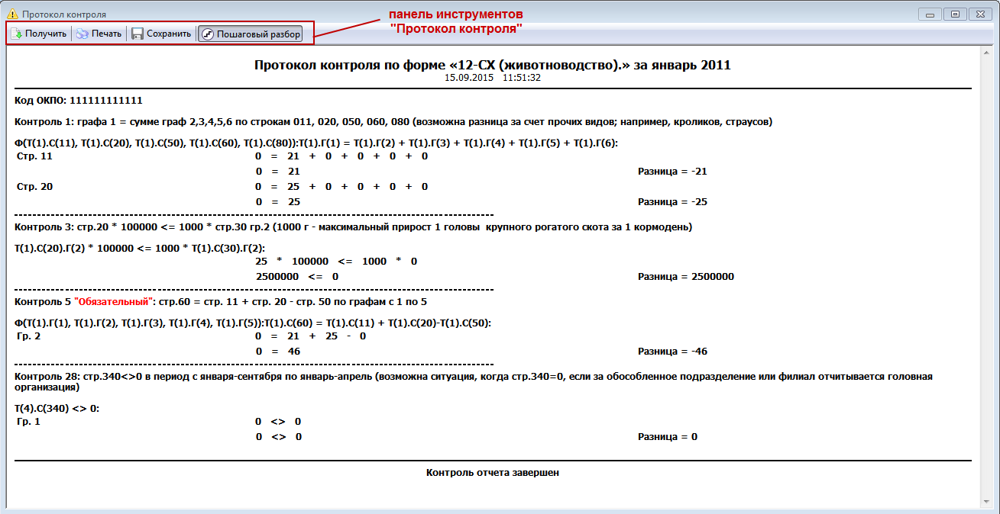 Протокол контроля
панель инструментов
"Протокол контроля"
Получить Печать Сохранить Пошаговый разбор
Протокол контроля по форме «12-СХ (животноводство).» за январь 2011
15.09.2015 11:51:32
Код ОКПО: 111111111111
Контроль 1: графа 1 = сумме граф 2,3,4,5,6 по строкам 011, 020, 050, 060, 080 (возможна разница за счет прочих видов; например, кроликов, страусов)
Ф(Т(1).С(11), Т(1).С(20), Т(1).С(50), Т(1).С(60), Т(1).С(80)):Т(1).Г(1) = Т(1).Г(2) + Т(1).Г(3) + Т(1).Г(4) + Т(1).Г(5) + Т(1).Г(6):
Стр. 11 0 = 21 + 0 + 0 + 0 + 0
0 = 21 Разница = -21
Стр. 20 0 = 25 + 0 + 0 + 0 + 0
0 = 25 Разница = -25
Контроль 3: стр.20 * 100000 <= 1000 * стр.30 гр.2 (1000 г - максимальный прирост 1 головы крупного рогатого скота за 1 кормодень)
Т(1).С(20).Г(2) * 100000 <= 1000 * Т(1).С(30).Г(2):
25 * 100000 <= 1000 * 0
2500000 <= 0 Разница = 2500000
Контроль 5 "Обязательный": стр.60 = стр. 11 + стр. 20 - стр. 50 по графам с 1 по 5
Ф(Т(1).Г(1), Т(1).Г(2), Т(1).Г(3), Т(1).Г(4), Т(1).Г(5)):Т(1).С(60) = Т(1).С(11) + Т(1).С(20)-Т(1).С(50):
Гр. 2 0 = 21 + 25 - 0
0 = 46 Разница = -46
Контроль 28: стр.340<>0 в период с января-сентября по январь-апрель (возможна ситуация, когда стр.340=0, если за обособленное подразделение или филиал отчитывается головная
организация)
Т(4).С(340) <> 0:
Гр. 1 0 <> 0
0 <> 0 Разница = 0
Контроль отчета завершен